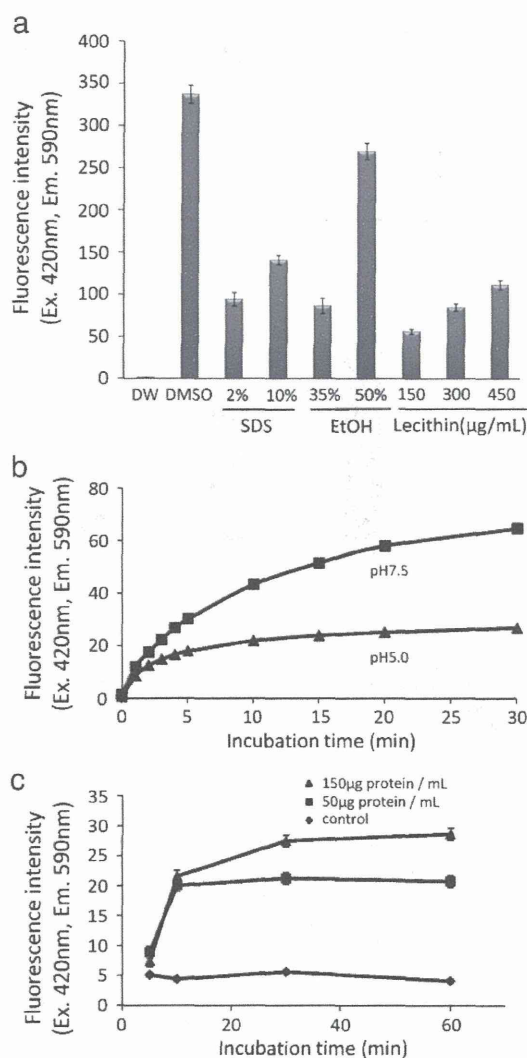 a
Fluorescence intensity
(Ex. 420nm, Em. 590nm)
400
350
300
250
200
150
100
50
0
DW DMSO 2% 10% 35% 50% 150 300 450
SDS EtOH Lecithin(μg/mL)
b
Fluorescence intensity
(Ex. 420nm, Em. 590nm)
80
60
40
20
0
pH7.5
pH5.0
0 5 10 15 20 25 30
Incubation time (min)
c
150μg protein / mL
50μg protein / mL
control
Fluorescence intensity
(Ex. 420nm, Em. 590nm)
35
30
25
20
15
10
5
0
0 20 40 60
Incubation time (min)